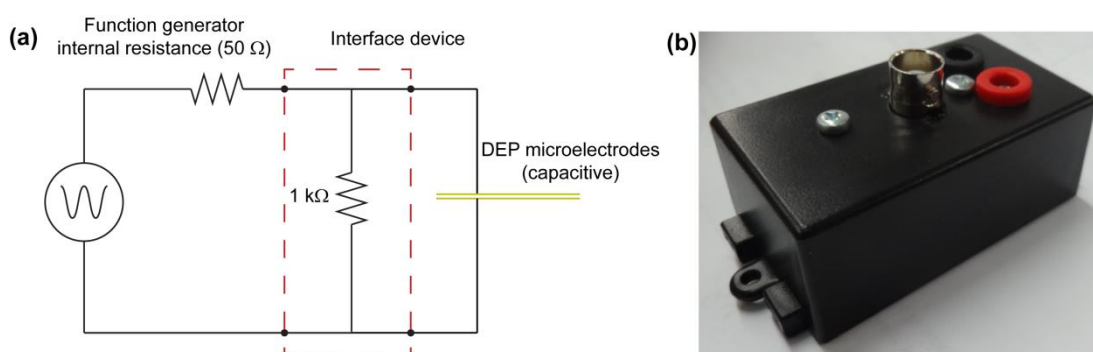 (a)
Function generator
internal resistance (50 Ω)
Interface device
1 kΩ
DEP microelectrodes
(capacitive)
(b)